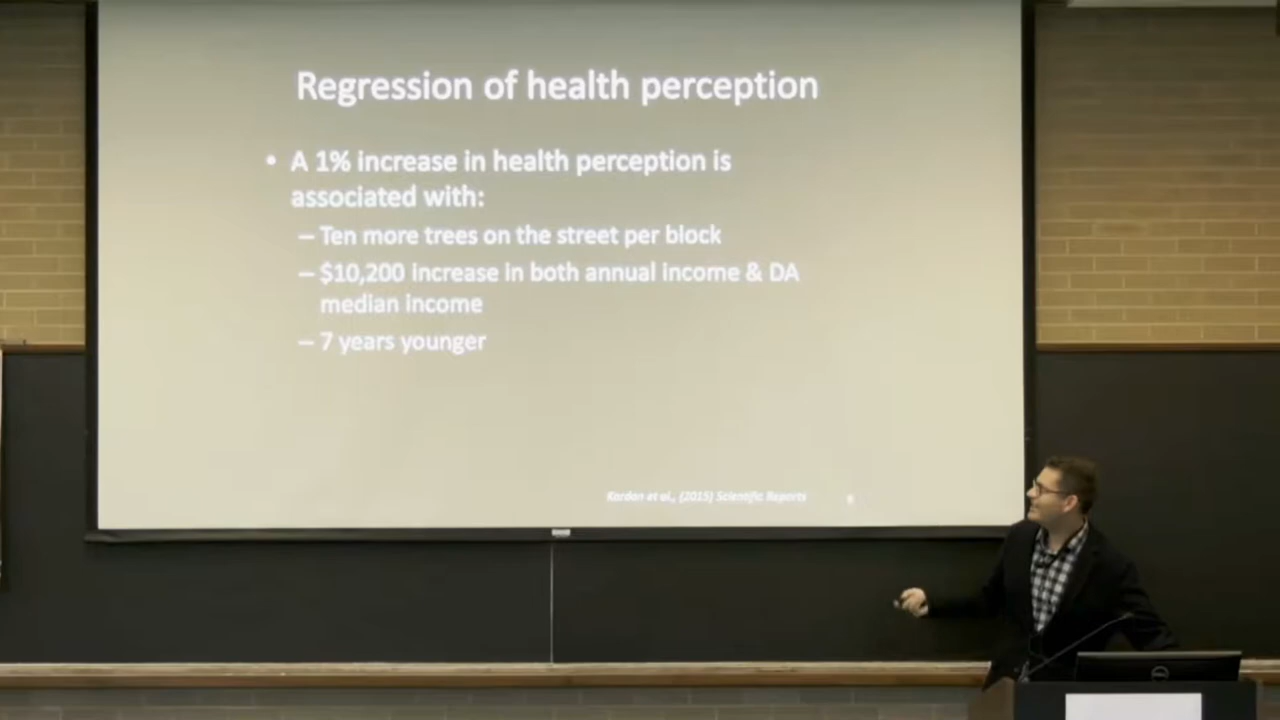 Regression of health perception
• A 1% increase in health perception is
associated with:
– Ten more trees on the street per block
– $10,200 increase in both annual income & DA
median income
– 7 years younger
Kardan et al., (2015) Scientific Reports